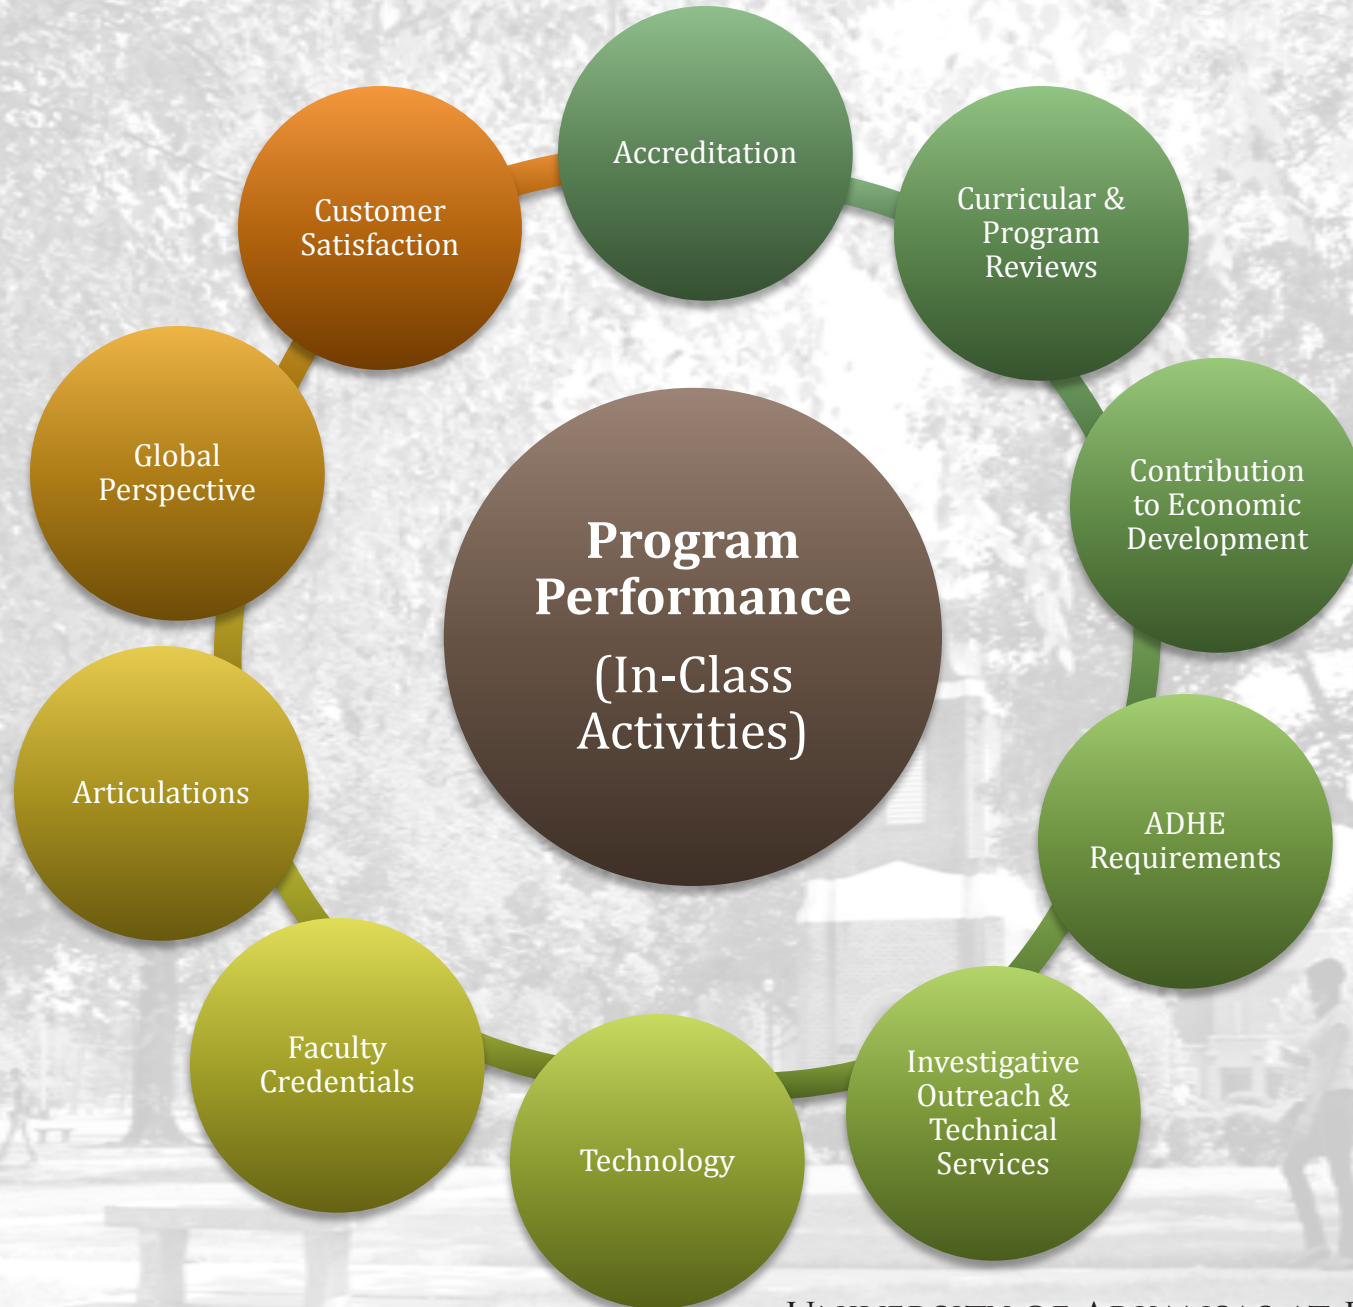 Accreditation
Curricular &
Program
Reviews
Contribution
to Economic
Development
ADHE
Requirements
Investigative
Outreach &
Technical
Services
Technology
Faculty
Credentials
Articulations
Global
Perspective
Customer
Satisfaction
Program
Performance
(In-Class
Activities)